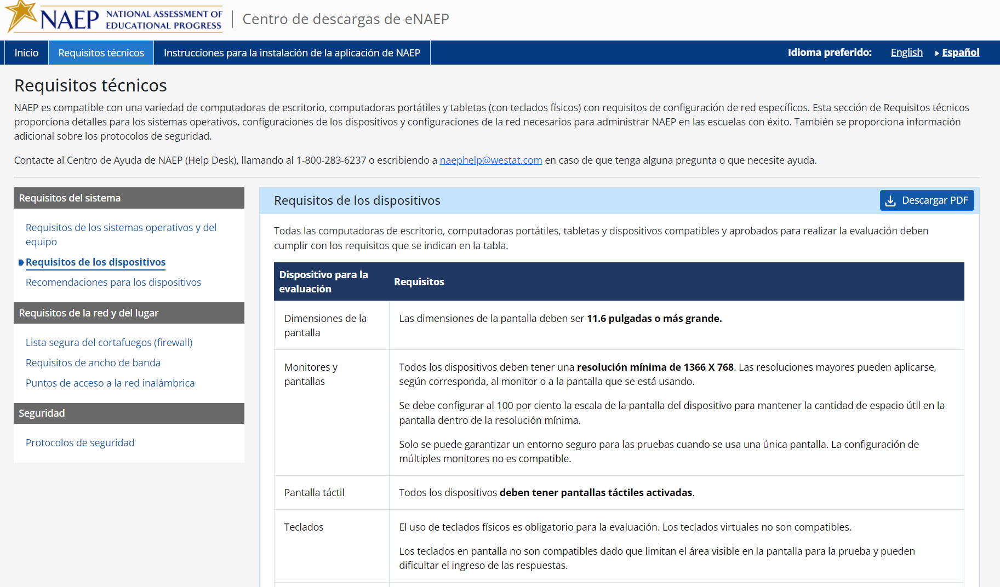 NAEP NATIONAL ASSESSMENT OF
EDUCATIONAL PROGRESS
Centro de descargas de eNAEP
Inicio
Requisitos técnicos
Instrucciones para la instalación de la aplicación de NAEP
Idioma preferido:
English
Español
Requisitos técnicos
NAEP es compatible con una variedad de computadoras de escritorio, computadoras portátiles y tabletas (con teclados físicos) con requisitos de configuración de red específicos. Esta sección de Requisitos técnicos
proporciona detalles para los sistemas operativos, configuraciones de los dispositivos y configuraciones de la red necesarios para administrar NAEP en las escuelas con éxito. También se proporciona información
adicional sobre los protocolos de seguridad.
Contacte al Centro de Ayuda de NAEP (Help Desk), llamando al 1-800-283-6237 o escribiendo a naephelp@westat.com en caso de que tenga alguna pregunta o que necesite ayuda.
Requisitos del sistema
Requisitos de los sistemas operativos y del
equipo
Requisitos de los dispositivos
Recomendaciones para los dispositivos
Requisitos de la red y del lugar
Lista segura del cortafuegos (firewall)
Requisitos de ancho de banda
Puntos de acceso a la red inalámbrica
Seguridad
Protocolos de seguridad
Requisitos de los dispositivos
Descargar PDF
Todas las computadoras de escritorio, computadoras portátiles, tabletas y dispositivos compatibles y aprobados para realizar la evaluación deben
cumplir con los requisitos que se indican en la tabla.
Dispositivo para la
evaluación
Requisitos
Dimensiones de la
pantalla
Las dimensiones de la pantalla deben ser 11.6 pulgadas o más grande.
Monitores y
pantallas
Todos los dispositivos deben tener una resolución mínima de 1366 X 768. Las resoluciones mayores pueden aplicarse,
según corresponda, al monitor o a la pantalla que se está usando.
Se debe configurar al 100 por ciento la escala de la pantalla del dispositivo para mantener la cantidad de espacio útil en la
pantalla dentro de la resolución mínima.
Solo se puede garantizar un entorno seguro para las pruebas cuando se usa una única pantalla. La configuración de
múltiples monitores no es compatible.
Pantalla táctil
Todos los dispositivos deben tener pantallas táctiles activadas.
Teclados
El uso de teclados físicos es obligatorio para la evaluación. Los teclados virtuales no son compatibles.
Los teclados en pantalla no son compatibles dado que limitan el área visible en la pantalla para la prueba y pueden
dificultar el ingreso de las respuestas.